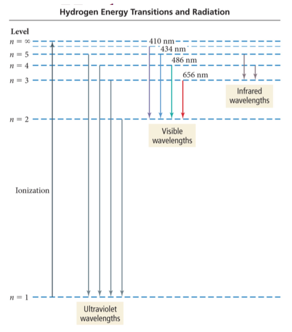 Hydrogen Energy Transitions and Radiation
Level
n = ∞
410 nm
434 nm
n = 5
486 nm
n = 4
656 nm
n = 3
Infrared
wavelengths
n = 2
Visible
wavelengths
Ionization
n = 1
Ultraviolet
wavelengths